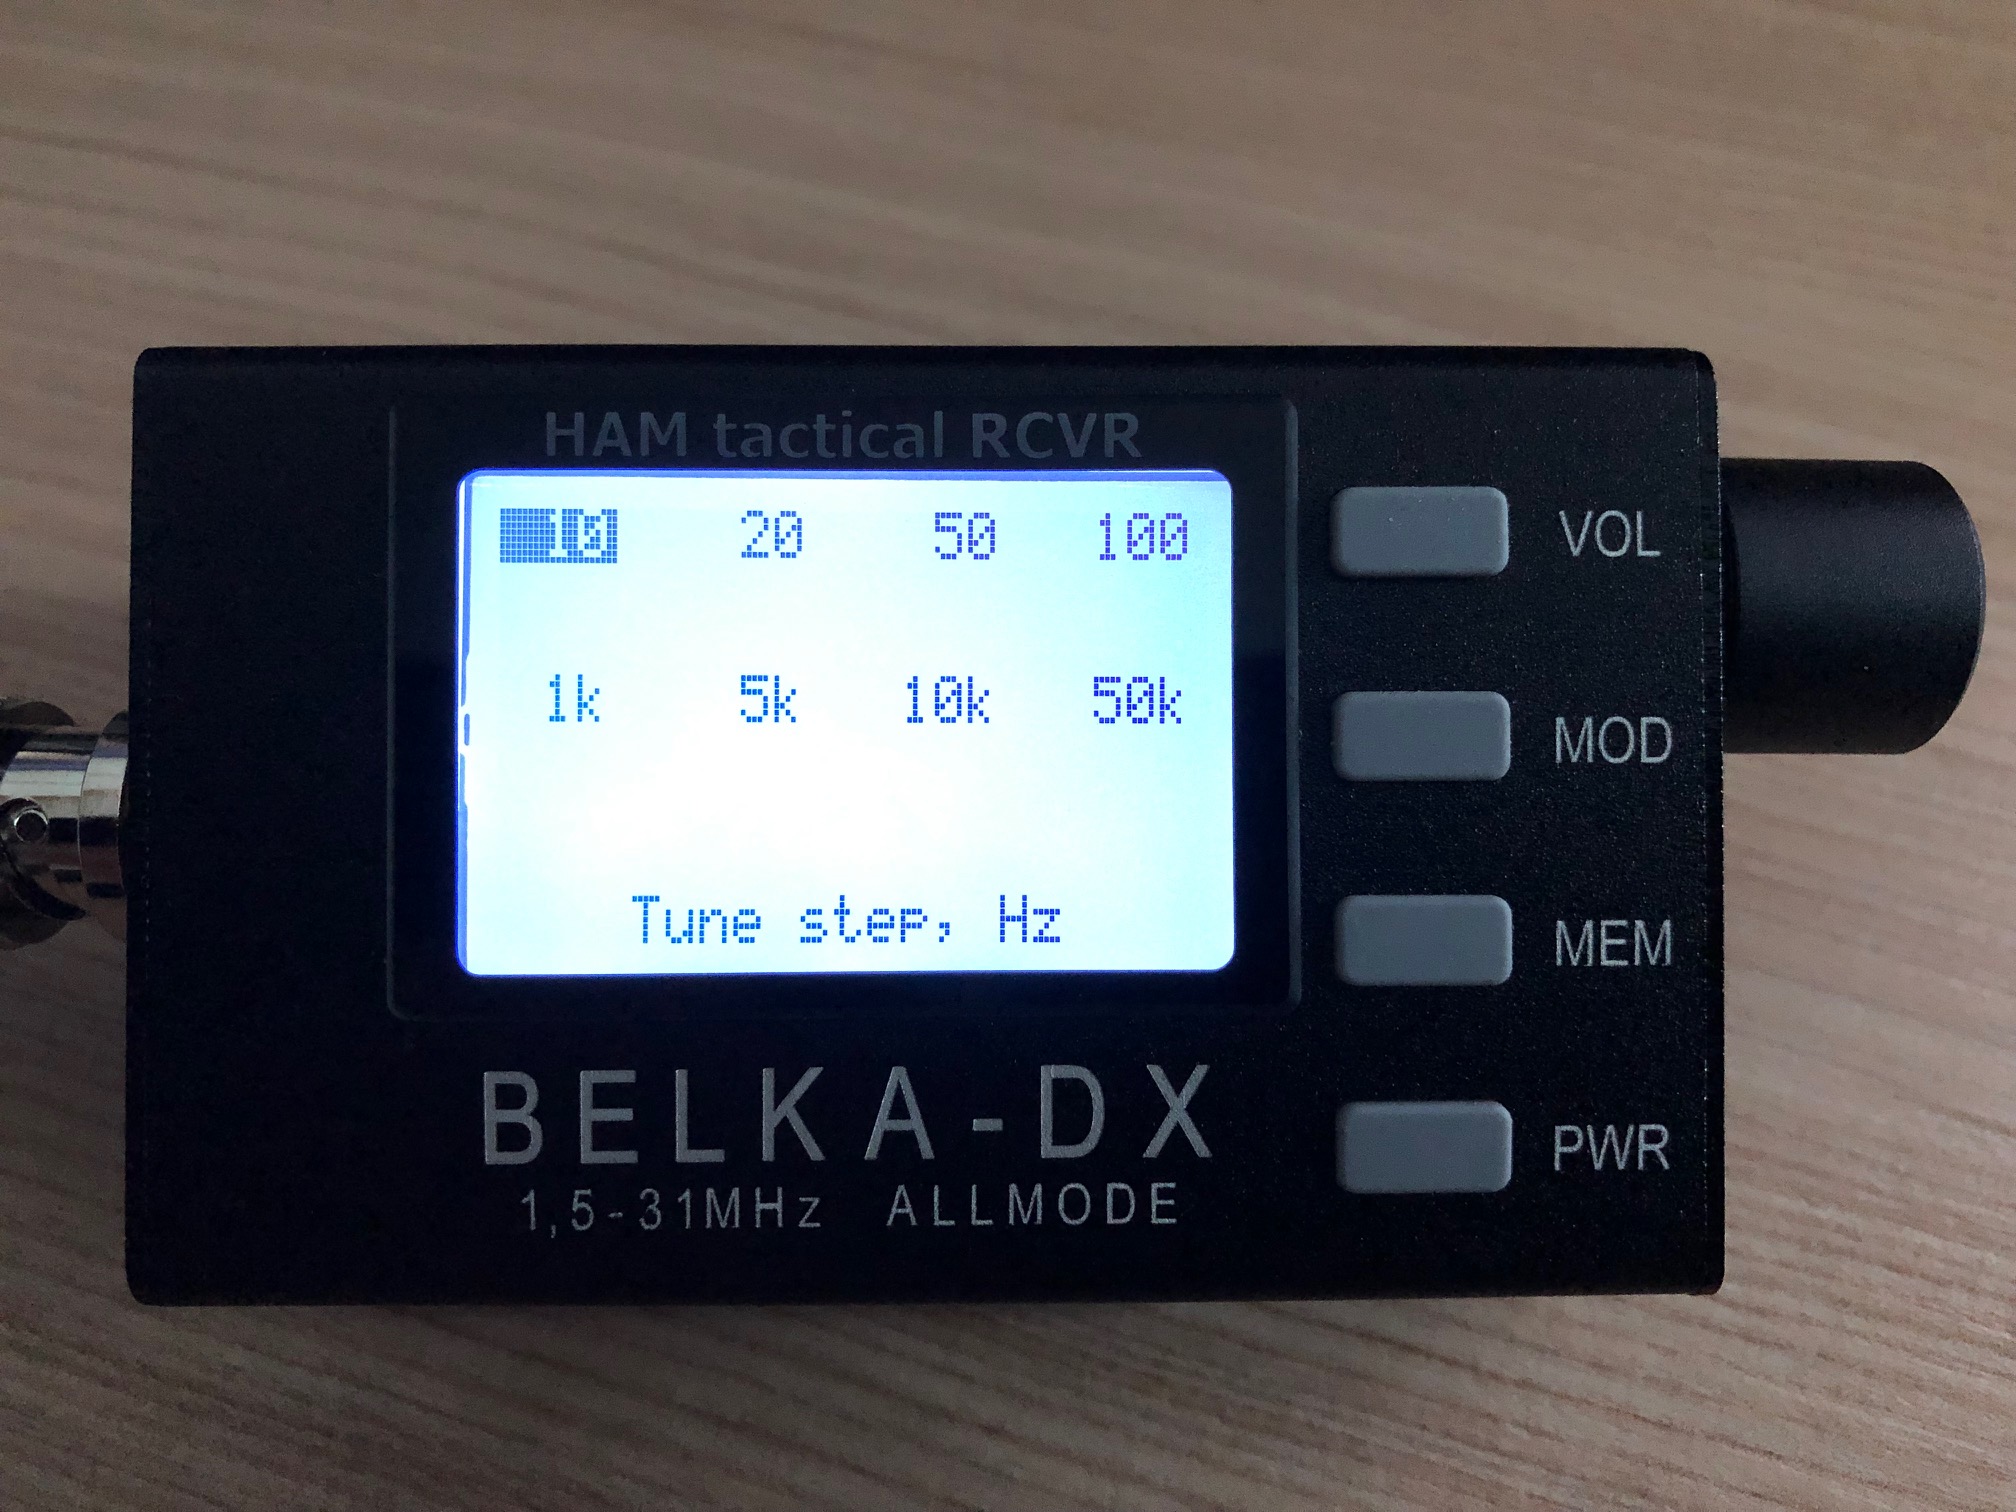 HAM tactical RCVR
10 20 50 100
1k 5k 10k 50k
Tune step, Hz
VOL
MOD
MEM
PWR
BELKA-DX
1,5-31MHz ALLMODE